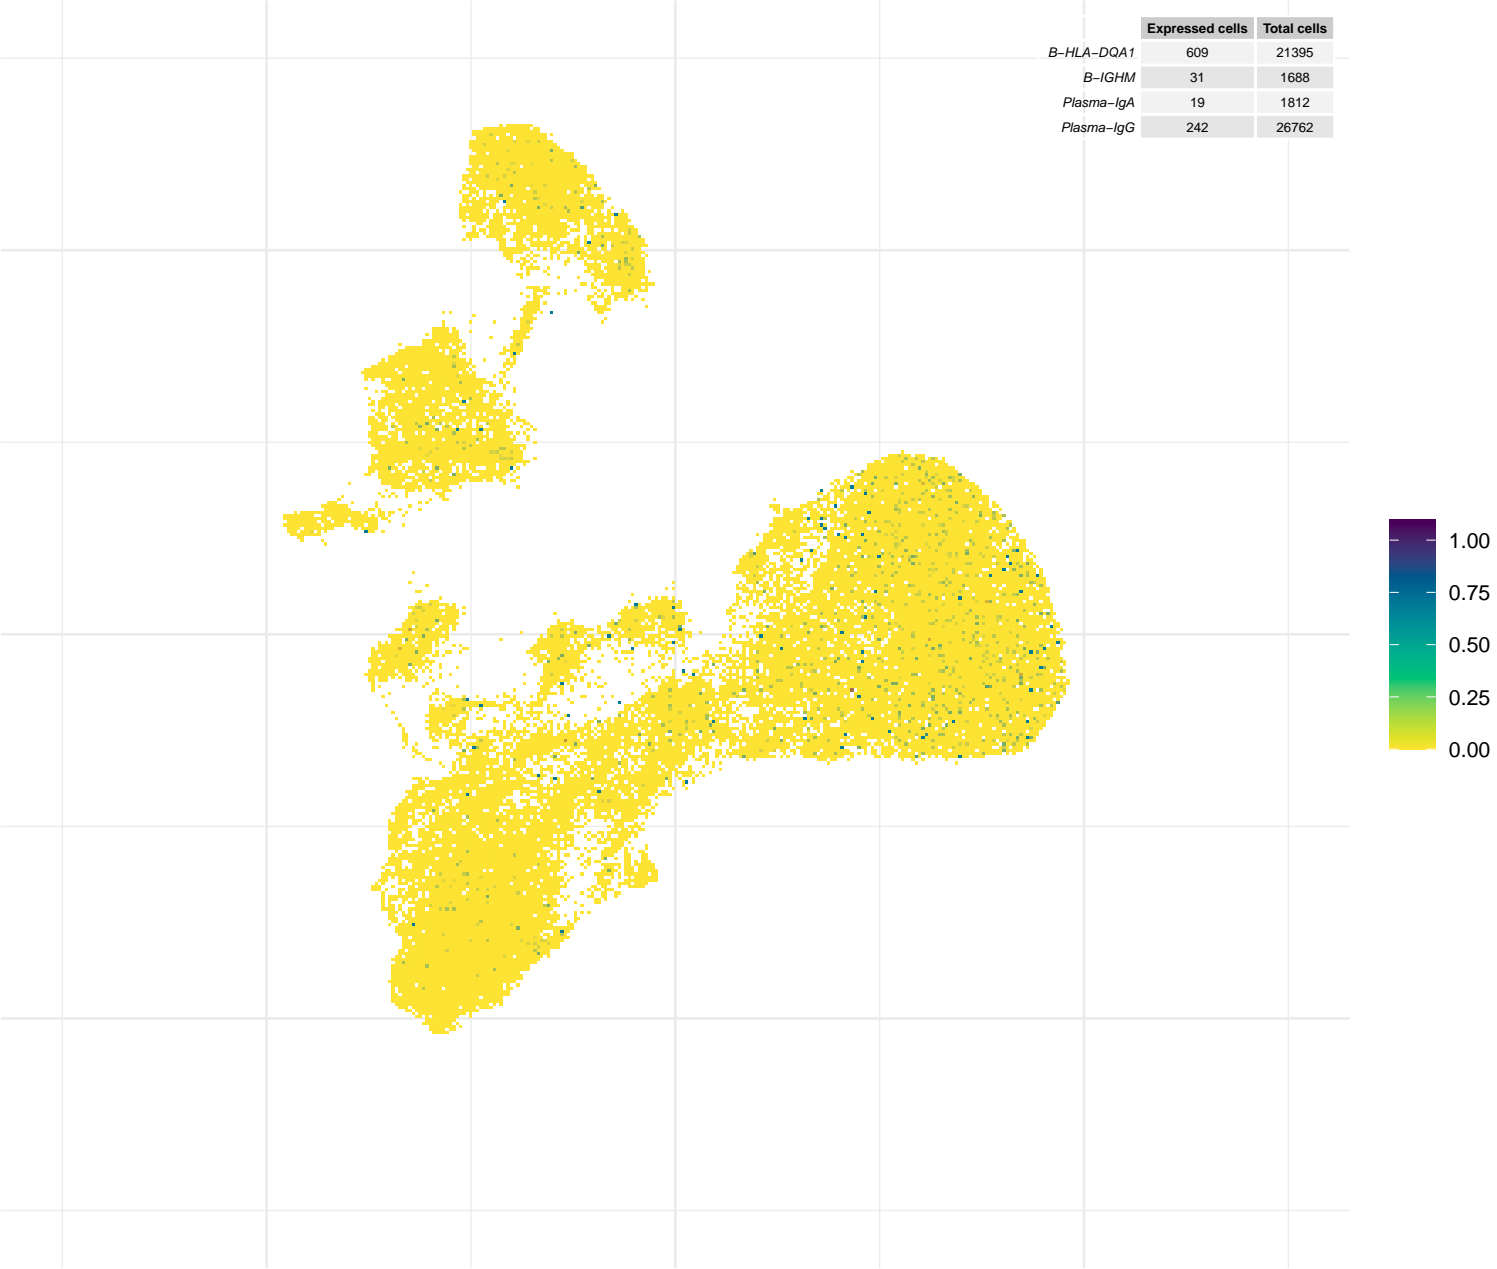 Expressed cells Total cells
B−HLA−DQA1 609 21395
B−IGHM 31 1688
Plasma−IgA 19 1812
Plasma−IgG 242 26762
1.00
0.75
0.50
0.25
0.00